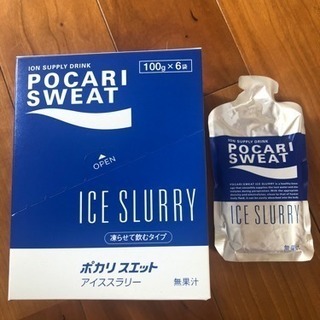 ION SUPPLY DRINK
POCARI
SWEAT
100g×6袋
OPEN
ICE SLURRY
凍らせて飲むタイプ
ポカリスエット
アイススラリー
無果汁
ION SUPPLY DRINK
POCARI
SWEAT
ICE SLURRY